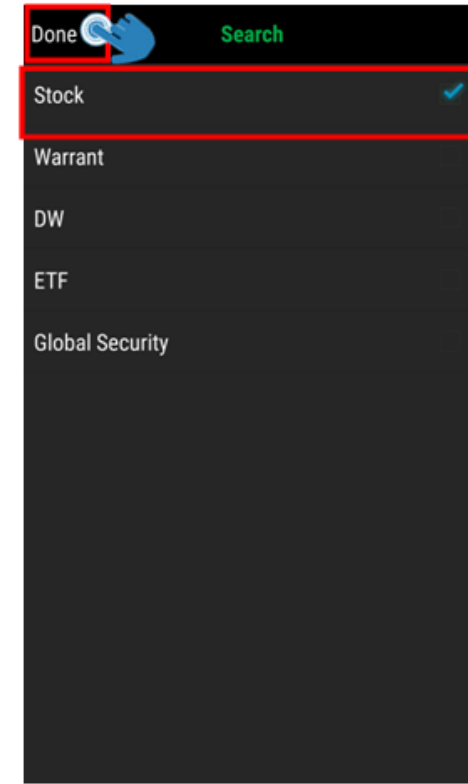 Done Search
Stock
Warrant
DW
ETF
Global Security